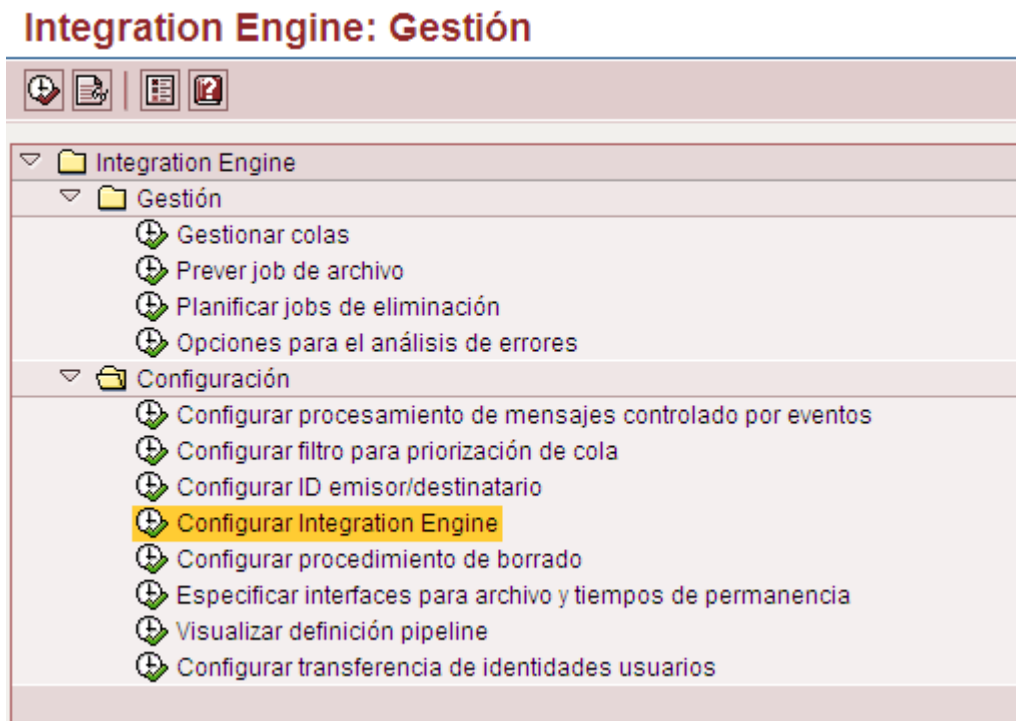 Integration Engine: Gestión
Integration Engine
Gestión
Gestionar colas
Prever job de archivo
Planificar jobs de eliminación
Opciones para el análisis de errores
Configuración
Configurar procesamiento de mensajes controlado por eventos
Configurar filtro para priorización de cola
Configurar ID emisor/destinatario
Configurar Integration Engine
Configurar procedimiento de borrado
Especificar interfaces para archivo y tiempos de permanencia
Visualizar definición pipeline
Configurar transferencia de identidades usuarios